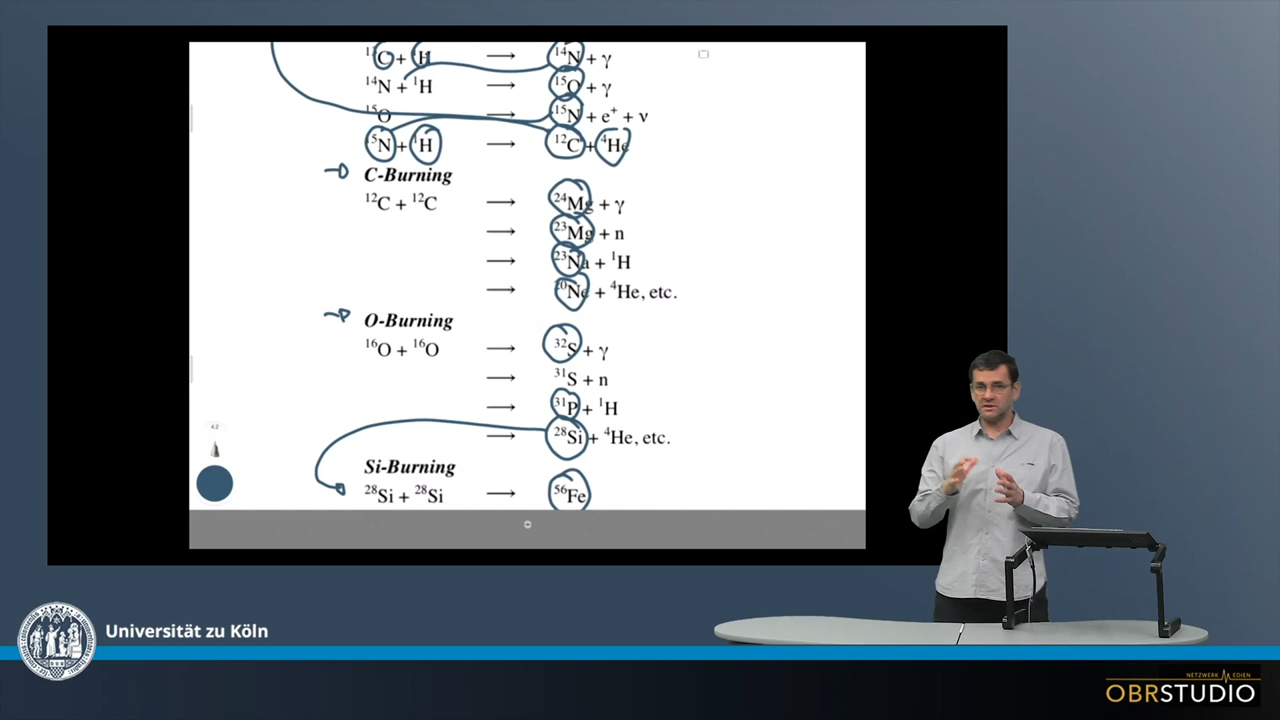 ¹³C + ¹H → ¹⁴N + γ
¹⁴N + ¹H → ¹⁵O + γ
¹⁵O → ¹⁵N + e⁺ + ν
¹⁵N + ¹H → ¹²C + ⁴He
C-Burning
¹²C + ¹²C → ²⁴Mg + γ
→ ²³Mg + n
→ ²³Na + ¹H
→ ²⁰Ne + ⁴He, etc.
O-Burning
¹⁶O + ¹⁶O → ³²S + γ
→ ³¹S + n
→ ³¹P + ¹H
→ ²⁸Si + ⁴He, etc.
Si-Burning
²⁸Si + ²⁸Si → ⁵⁶Fe
4.2
Universität zu Köln
NETZWERK MEDIEN
OBRSTUDIO